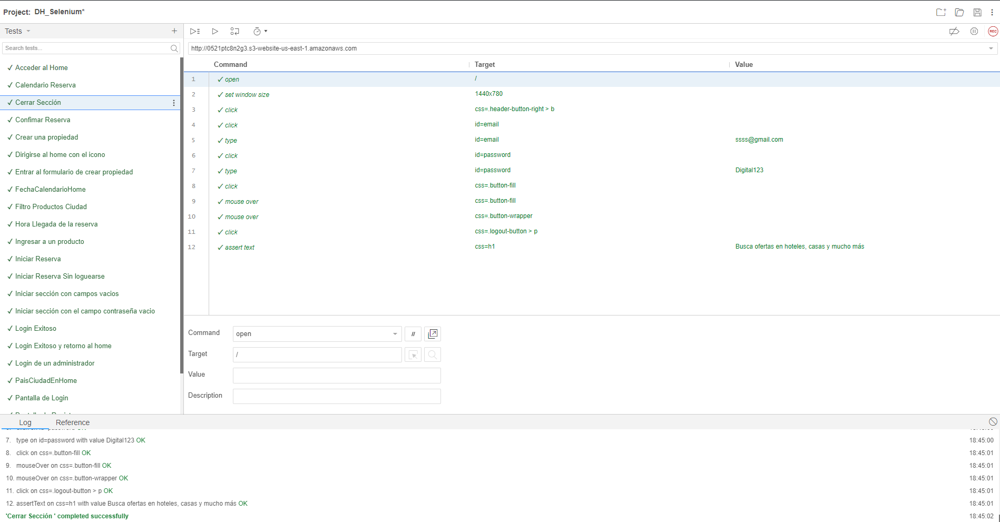 Project: DH_Selenium*
Tests
Search tests...
✓ Acceder al Home
✓ Calendario Reserva
✓ Cerrar Sección
✓ Confimar Reserva
✓ Crear una propiedad
✓ Dirigirse al home con el icono
✓ Entrar al formulario de crear propiedad
✓ FechaCalendarioHome
✓ Filtro Productos Ciudad
✓ Hora Llegada de la reserva
✓ Ingresar a un producto
✓ Iniciar Reserva
✓ Iniciar Reserva Sin loguearse
✓ Iniciar sección con campos vacios
✓ Iniciar sección con el campo contraseña vacio
✓ Login Exitoso
✓ Login Exitoso y retorno al home
✓ Login de un administrador
✓ PaisCiudadEnHome
✓ Pantalla de Login
REC
http://0521ptc8n2g3.s3-website-us-east-1.amazonaws.com
Command Target Value
1 ✓ open /
2 ✓ set window size 1440x780
3 ✓ click css=.header-button-right > b
4 ✓ click id=email
5 ✓ type id=email ssss@gmail.com
6 ✓ click id=password
7 ✓ type id=password Digital123
8 ✓ click css=.button-fill
9 ✓ mouse over css=.button-fill
10 ✓ mouse over css=.button-wrapper
11 ✓ click css=.logout-button > p
12 ✓ assert text css=h1 Busca ofertas en hoteles, casas y mucho más
Command open //
Target /
Value
Description
Log Reference
7. type on id=password with value Digital123 OK 18:45:00
8. click on css=.button-fill OK 18:45:01
9. mouseOver on css=.button-fill OK 18:45:01
10. mouseOver on css=.button-wrapper OK 18:45:01
11. click on css=.logout-button > p OK 18:45:01
12. assertText on css=h1 with value Busca ofertas en hoteles, casas y mucho más OK 18:45:01
'Cerrar Sección ' completed successfully 18:45:02